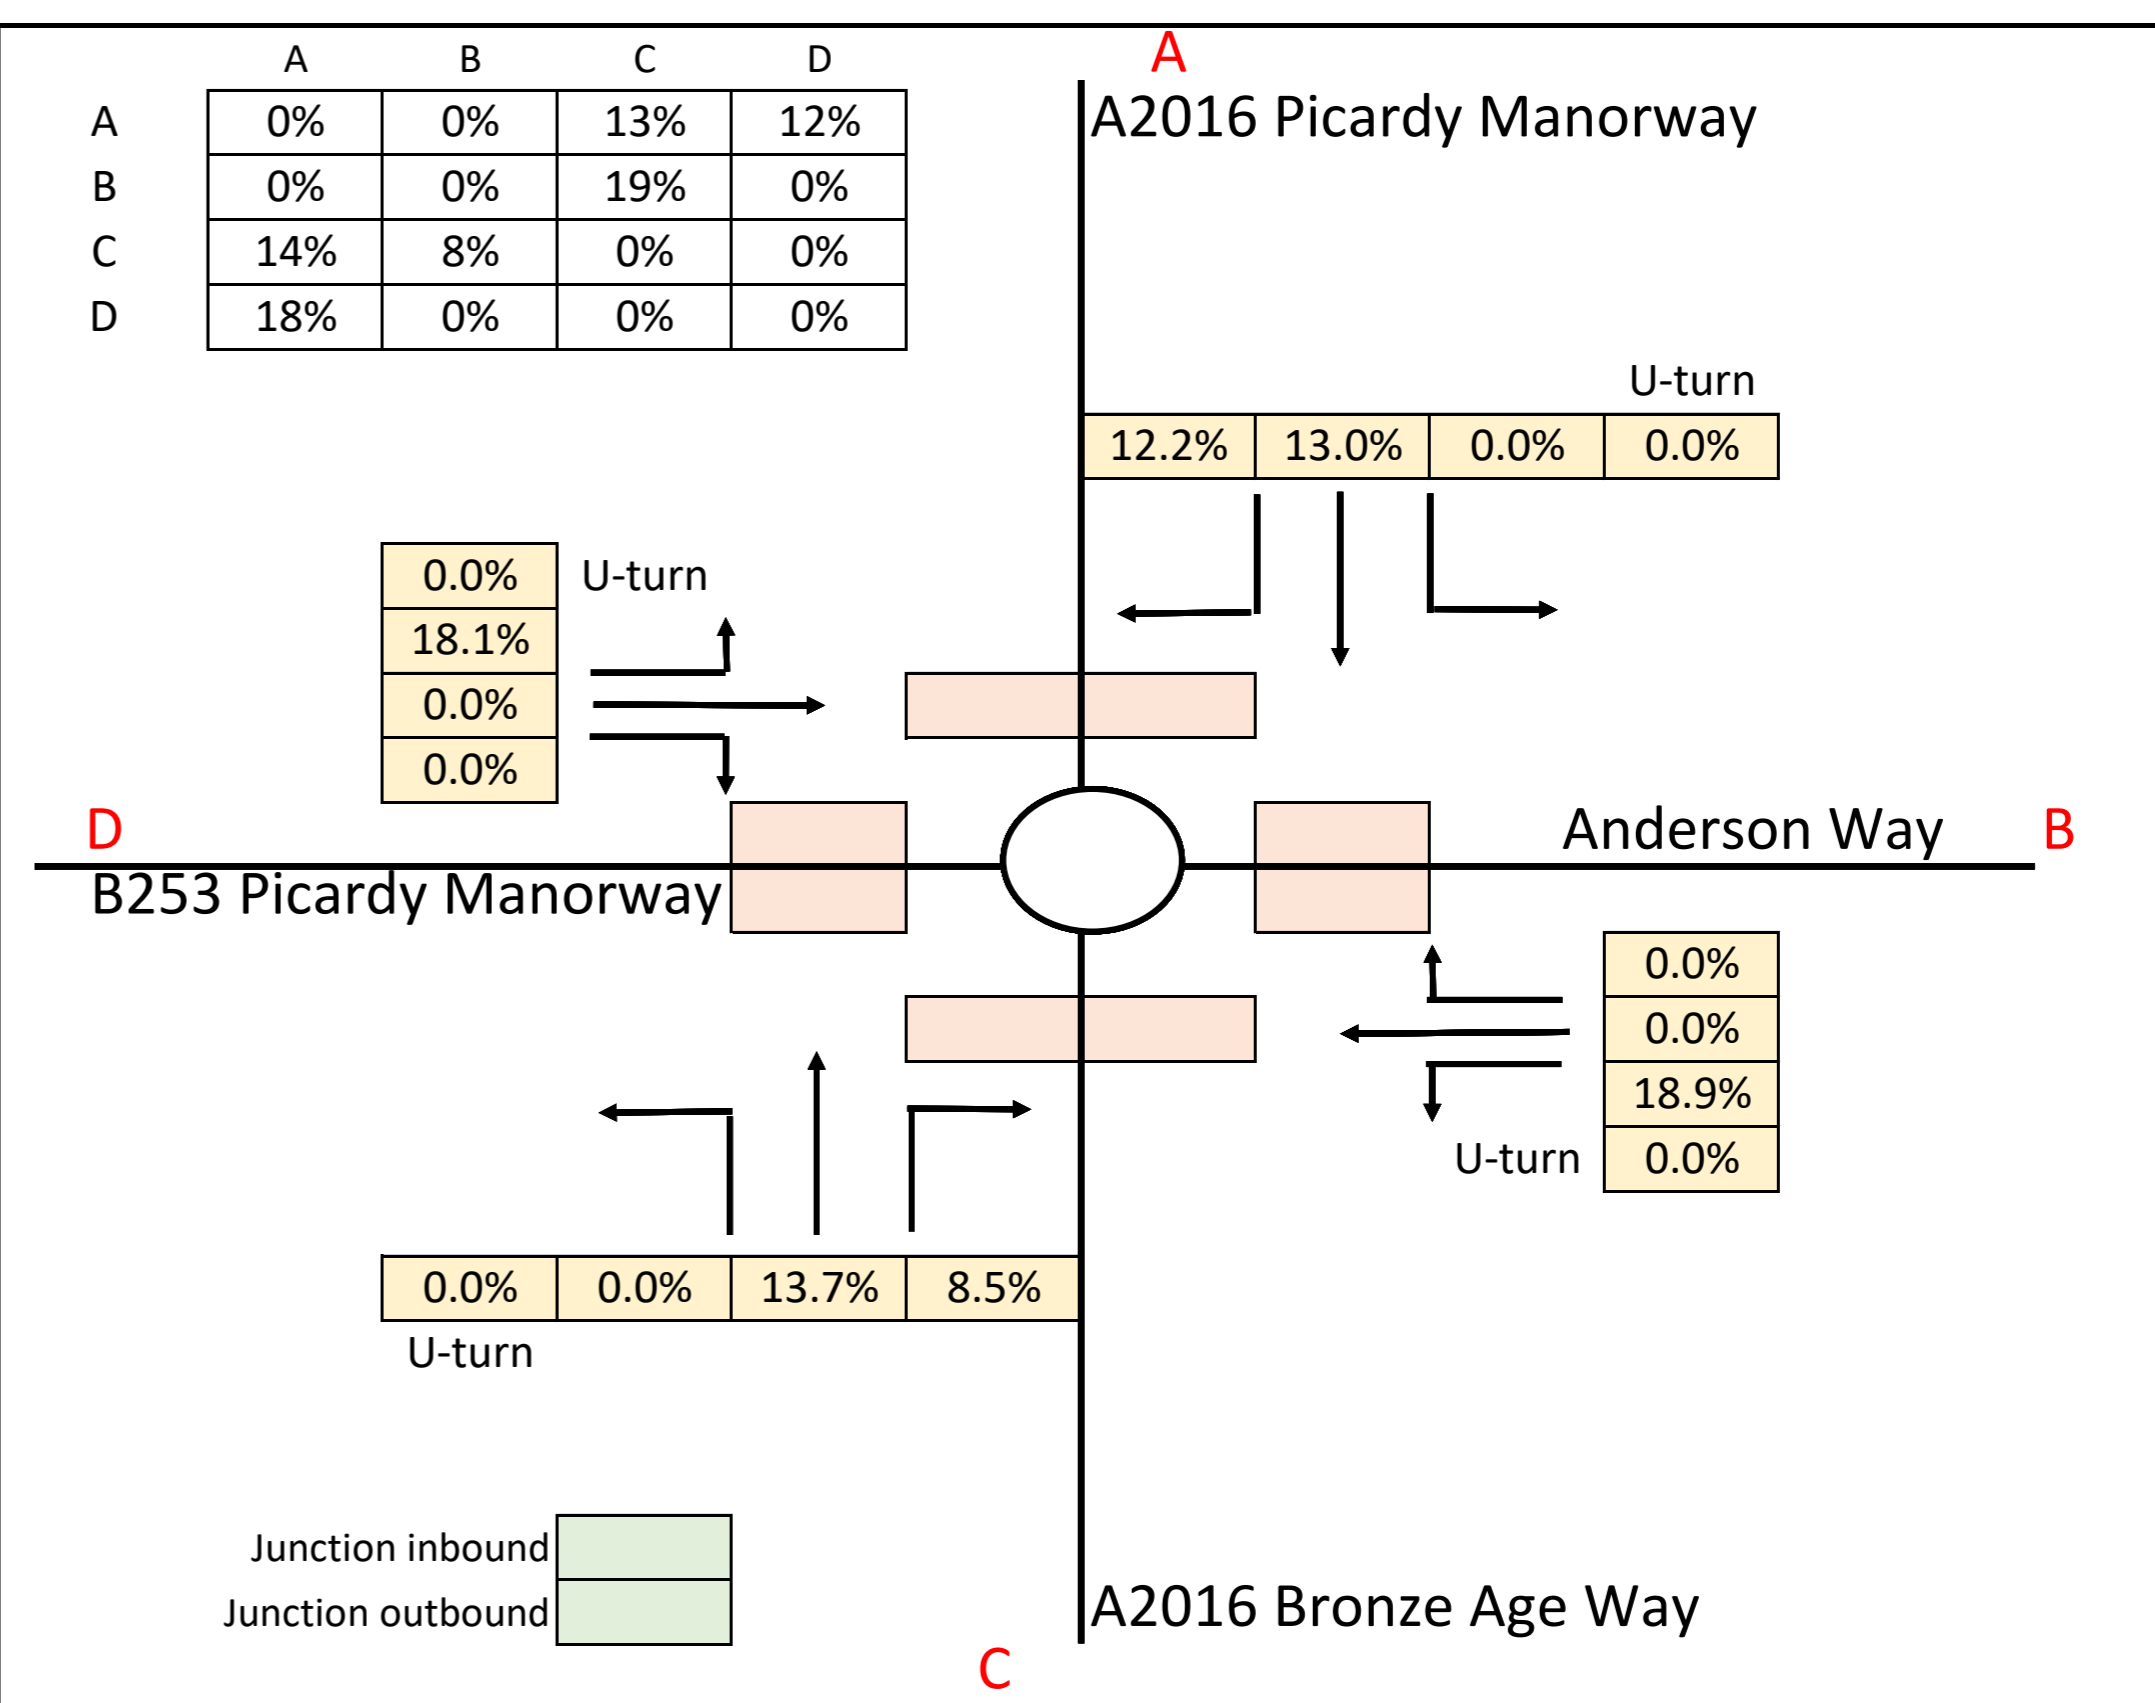 A B C D
A 0% 0% 13% 12%
B 0% 0% 19% 0%
C 14% 8% 0% 0%
D 18% 0% 0% 0%
A
A2016 Picardy Manorway
U-turn
12.2% 13.0% 0.0% 0.0%
0.0% U-turn
18.1%
0.0%
0.0%
D
B253 Picardy Manorway
Anderson Way B
0.0%
0.0%
18.9%
U-turn 0.0%
0.0% 0.0% 13.7% 8.5%
U-turn
Junction inbound
Junction outbound
A2016 Bronze Age Way
C